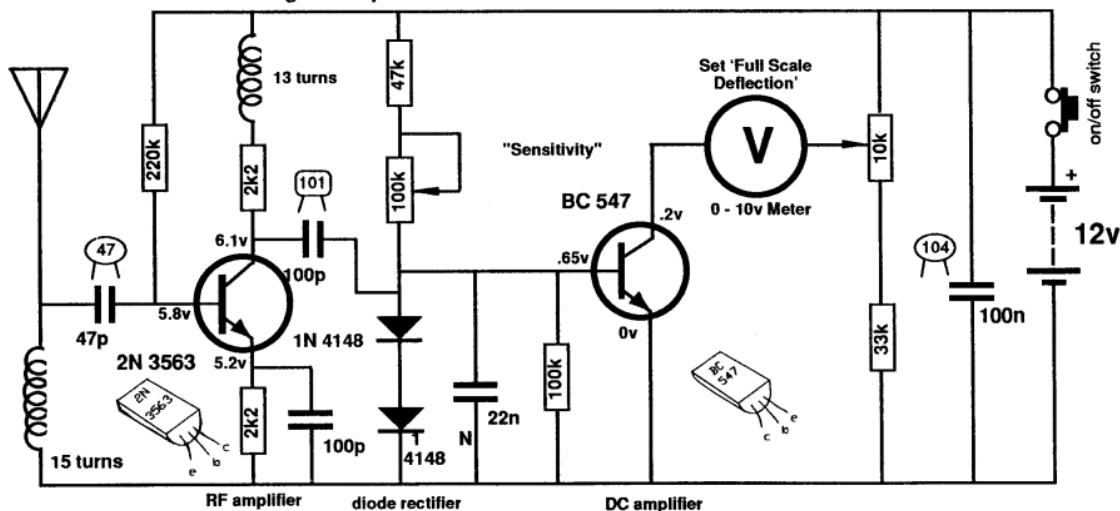 13 turns
47k
Set 'Full Scale
Deflection'
on/off switch
220k
2k2
101
100k
"Sensitivity"
V
10k
+
BC 547
0 - 10v Meter
6.1v
.2v
12v
47
100p
.65v
104
5.8v
47p
1N 4148
0v
100n
2N 3563
5.2v
33k
2N
3563
c
b
e
2k2
100p
1
4148
N
22n
100k
BC
547
e
b
c
15 turns
RF amplifier
diode rectifier
DC amplifier